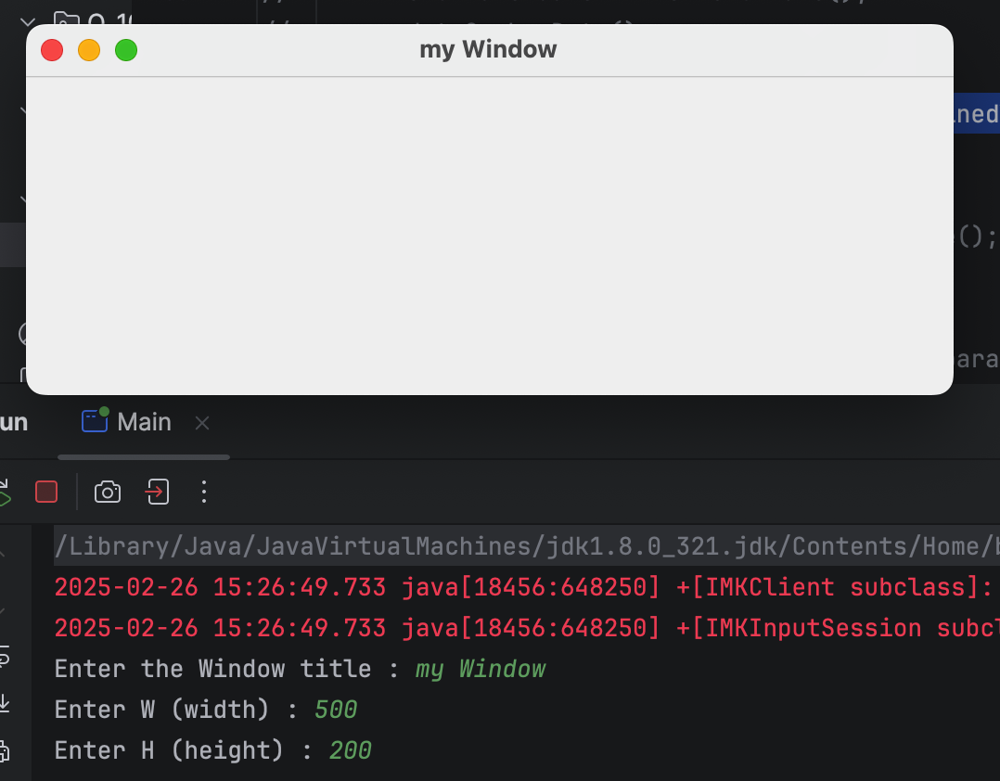 my Window
ned
();
ara
un
Main
/Library/Java/JavaVirtualMachines/jdk1.8.0_321.jdk/Contents/Home/b
2025-02-26 15:26:49.733 java[18456:648250] +[IMKClient subclass]:
2025-02-26 15:26:49.733 java[18456:648250] +[IMKInputSession subcl
Enter the Window title : my Window
Enter W (width) : 500
Enter H (height) : 200